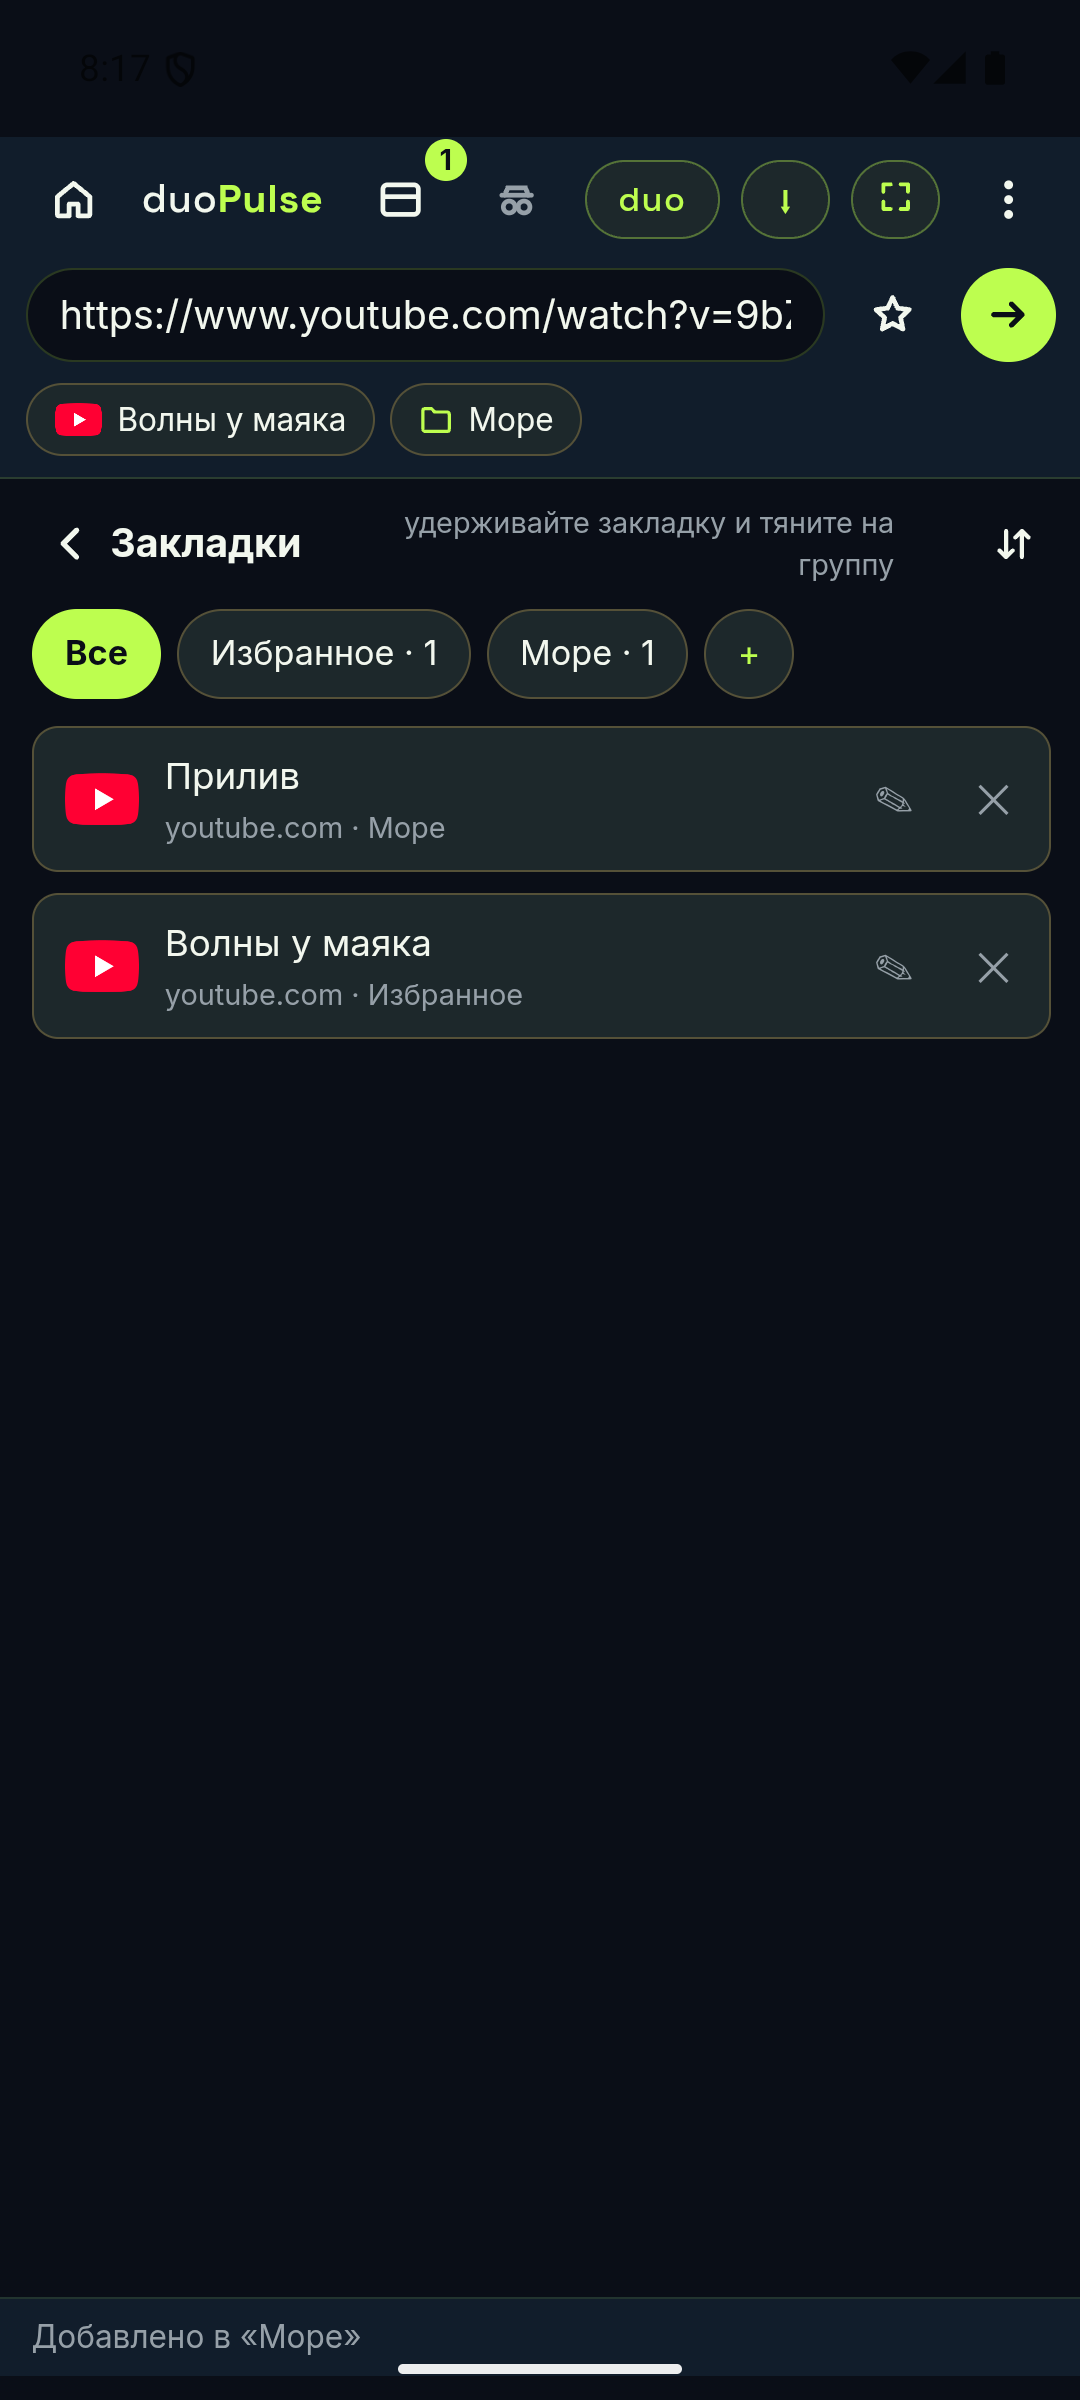 8:17
duoPulse
1
duo
https://www.youtube.com/watch?v=9b
Волны у маяка
Море
Закладки
удерживайте закладку и тяните на
группу
Все
Избранное · 1
Море · 1
+
Прилив
youtube.com · Море
Волны у маяка
youtube.com · Избранное
Добавлено в «Море»